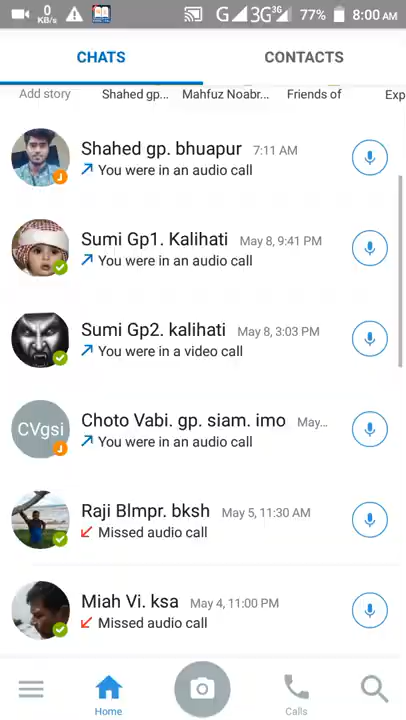 0
KB/s
G 3G 3G 77% 8:00 AM
CHATS CONTACTS
Add story Shahed gp... Mahfuz Noabr... Friends of Exp
Shahed gp. bhuapur 7:11 AM
You were in an audio call
Sumi Gp1. Kalihati May 8, 9:41 PM
You were in an audio call
Sumi Gp2. kalihati May 8, 3:03 PM
You were in a video call
CVgsi
Choto Vabi. gp. siam. imo May...
You were in an audio call
Raji Blmpr. bksh May 5, 11:30 AM
Missed audio call
Miah Vi. ksa May 4, 11:00 PM
Missed audio call
Home Calls